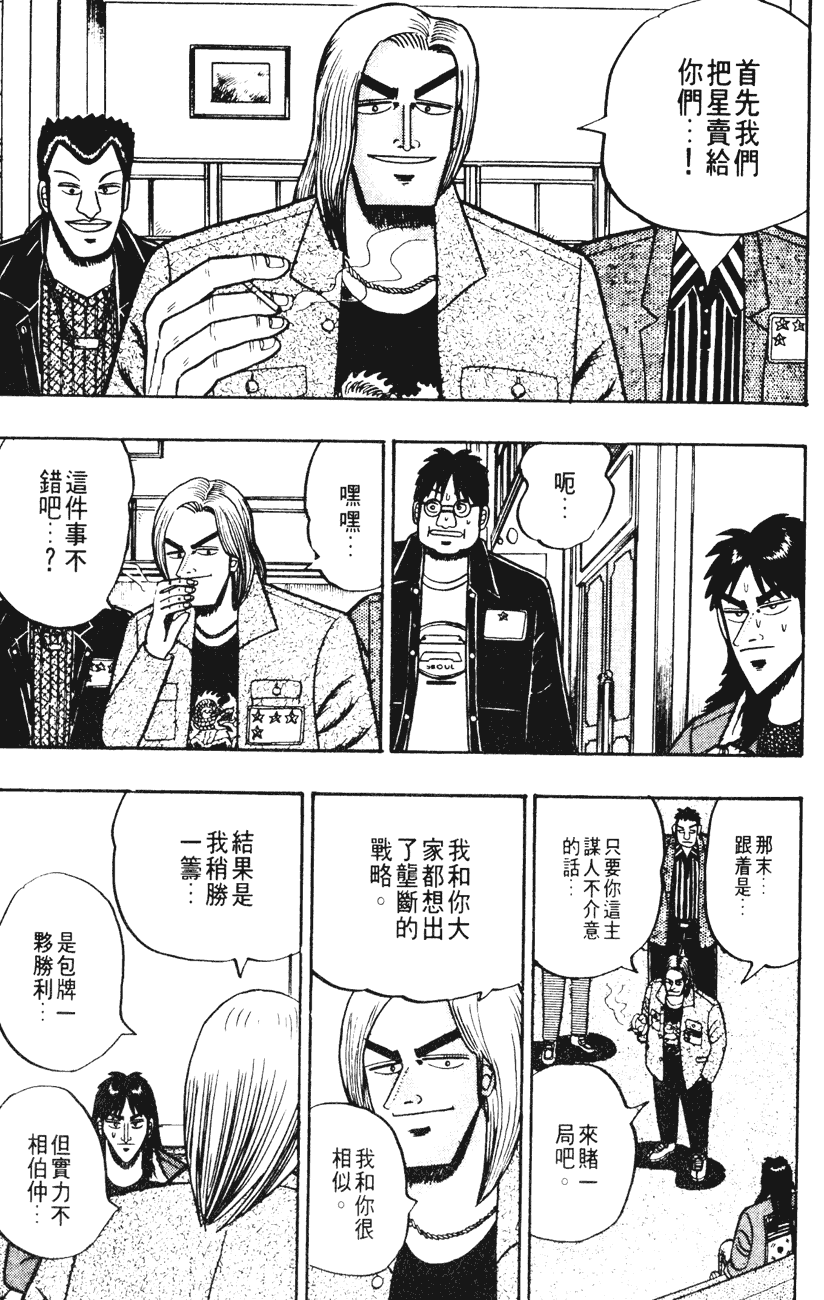 首先我們
把星賣給
你們…！
呃…
嘿嘿…
這件事不
錯吧…？
SEOUL
那末…
跟着是…
只要你這主
謀人不介意
的話…
來賭一
局吧。
我和你大
家都想出
了壟斷的
戰略。
我和你很
相似。
結果是
我稍勝
一籌…
是包牌一
夥勝利…
但實力不
相伯仲…